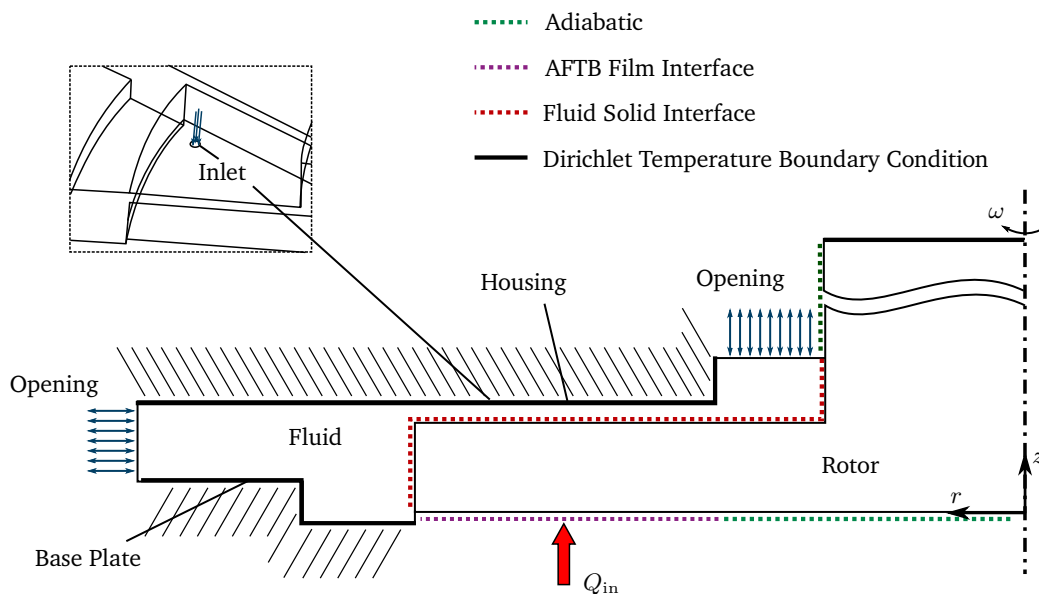 Adiabatic
AFTB Film Interface
Fluid Solid Interface
Dirichlet Temperature Boundary Condition
Inlet
ω
Housing
Opening
Opening
Fluid
Rotor
z
r
Base Plate
Q_in